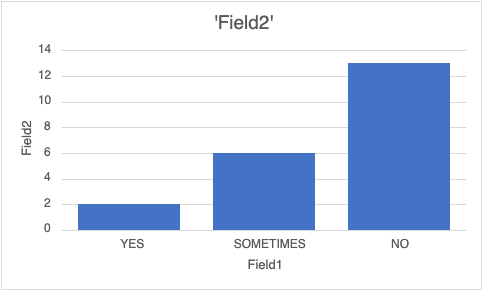 'Field2'
14
12
10
8
6
4
2
0
Field2
YES SOMETIMES NO
Field1